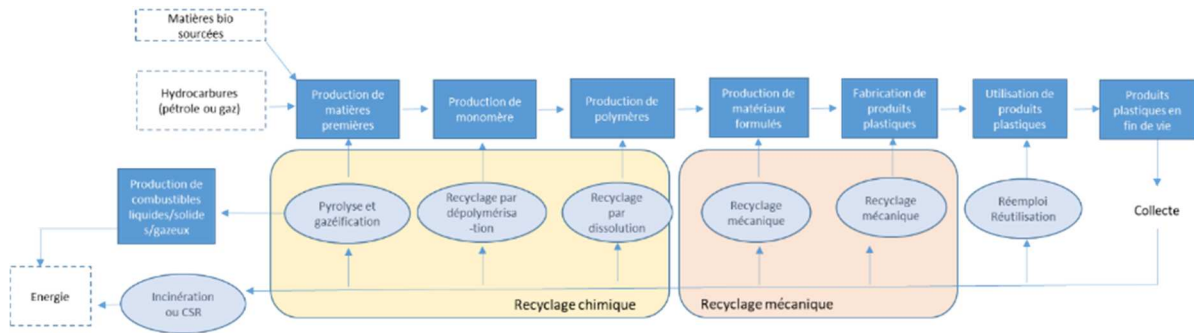 Matières bio
sourcées
Hydrocarbures
(pétrole ou gaz)
Production de
matières
premières
Production de
monomère
Production de
polymères
Production de
matériaux
formulés
Fabrication de
produits
plastiques
Utilisation de
produits
plastiques
Produits
plastiques en
fin de vie
Production de
combustibles
liquides/solide
s/gazeux
Pyrolyse et
gazéification
Recyclage par
dépolymérisa
-tion
Recyclage
par
dissolution
Recyclage
mécanique
Recyclage
mécanique
Réemploi
Réutilisation
Collecte
Energie
Incinération
ou CSR
Recyclage chimique
Recyclage mécanique